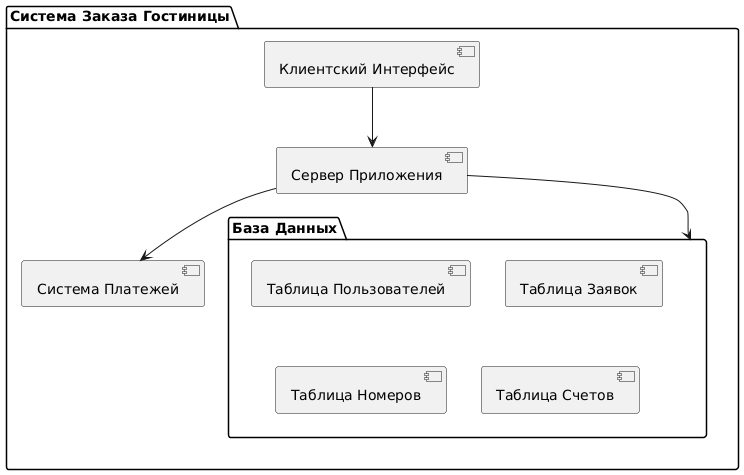 Система Заказа Гостиницы
Клиентский Интерфейс
Сервер Приложения
База Данных
Система Платежей
Таблица Пользователей
Таблица Заявок
Таблица Номеров
Таблица Счетов